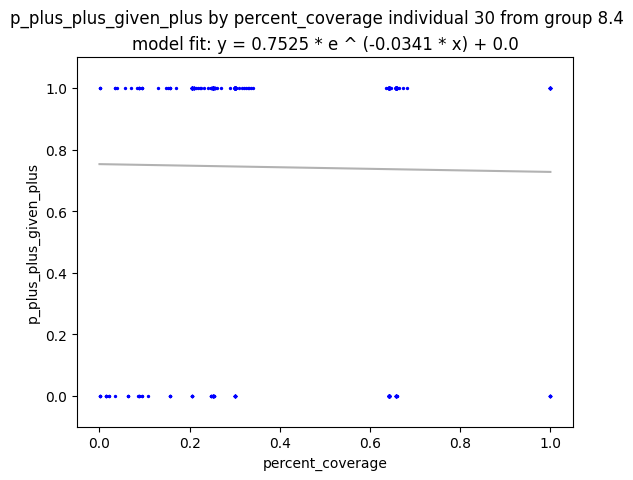 p_plus_plus_given_plus by percent_coverage individual 30 from group 8.4
model fit: y = 0.7525 * e ^ (-0.0341 * x) + 0.0
1.0
0.8
0.6
0.4
0.2
0.0
p_plus_plus_given_plus
0.0 0.2 0.4 0.6 0.8 1.0
percent_coverage